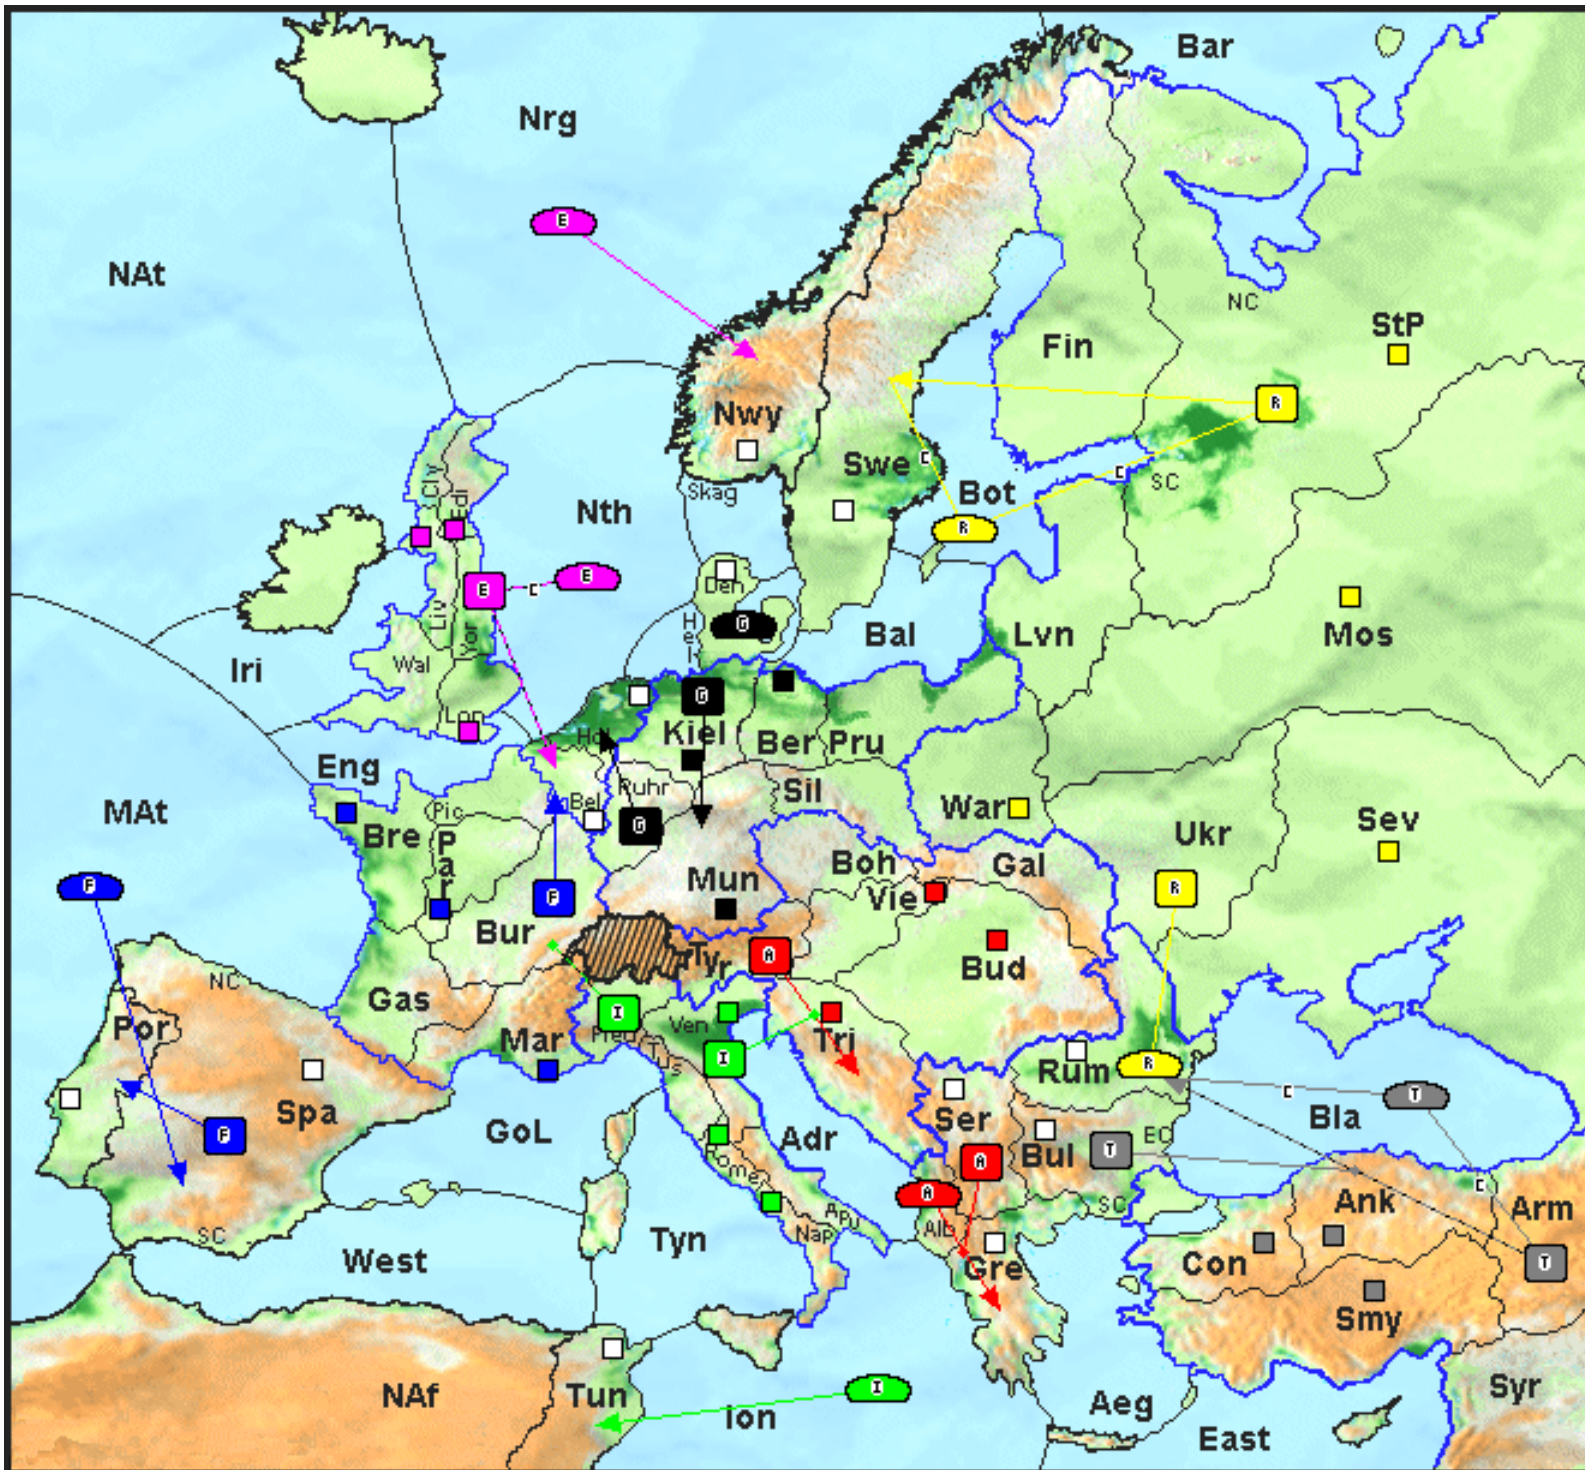 Bar
Nrg
NAt
NC
StP
Fin
Nwy
Swe
C
C
SC
Skag
Bot
Cly
Edi
Nth
E
E
E
C
R
R
Den
Hel
G
Liv
Yor
Bal
Lvn
Mos
Iri
Wal
Lon
G
Hol
Kiel
Ber
Pru
Eng
Ruhr
Sil
War
Ukr
Sev
MAt
Pic
Bel
Bre
Par
G
Boh
Gal
F
F
Mun
Vie
R
Bur
Tyr
A
Bud
NC
Gas
Por
Mar
I
Pied
Ven
Tus
I
Tri
Rum
R
C
T
Spa
F
GoL
Adr
Ser
Bla
Rome
A
Bul
T
EC
A
Alb
SC
C
Ank
Arm
SC
West
Tyn
Apu
Nap
Gre
Con
T
Smy
NAf
Tun
I
Ion
Aeg
East
Syr